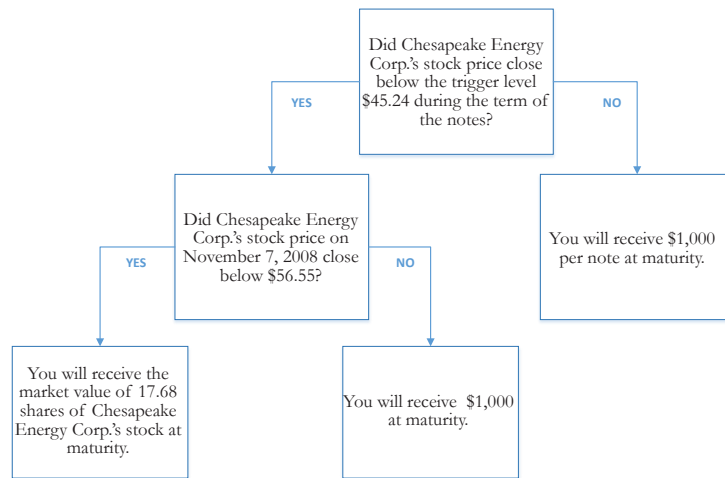 Did Chesapeake Energy
Corp.'s stock price close
below the trigger level
$45.24 during the term of
the notes?
YES
NO
Did Chesapeake Energy
Corp.'s stock price on
November 7, 2008 close
below $56.55?
You will receive $1,000
per note at maturity.
YES
NO
You will receive the
market value of 17.68
shares of Chesapeake
Energy Corp.'s stock at
maturity.
You will receive $1,000
at maturity.